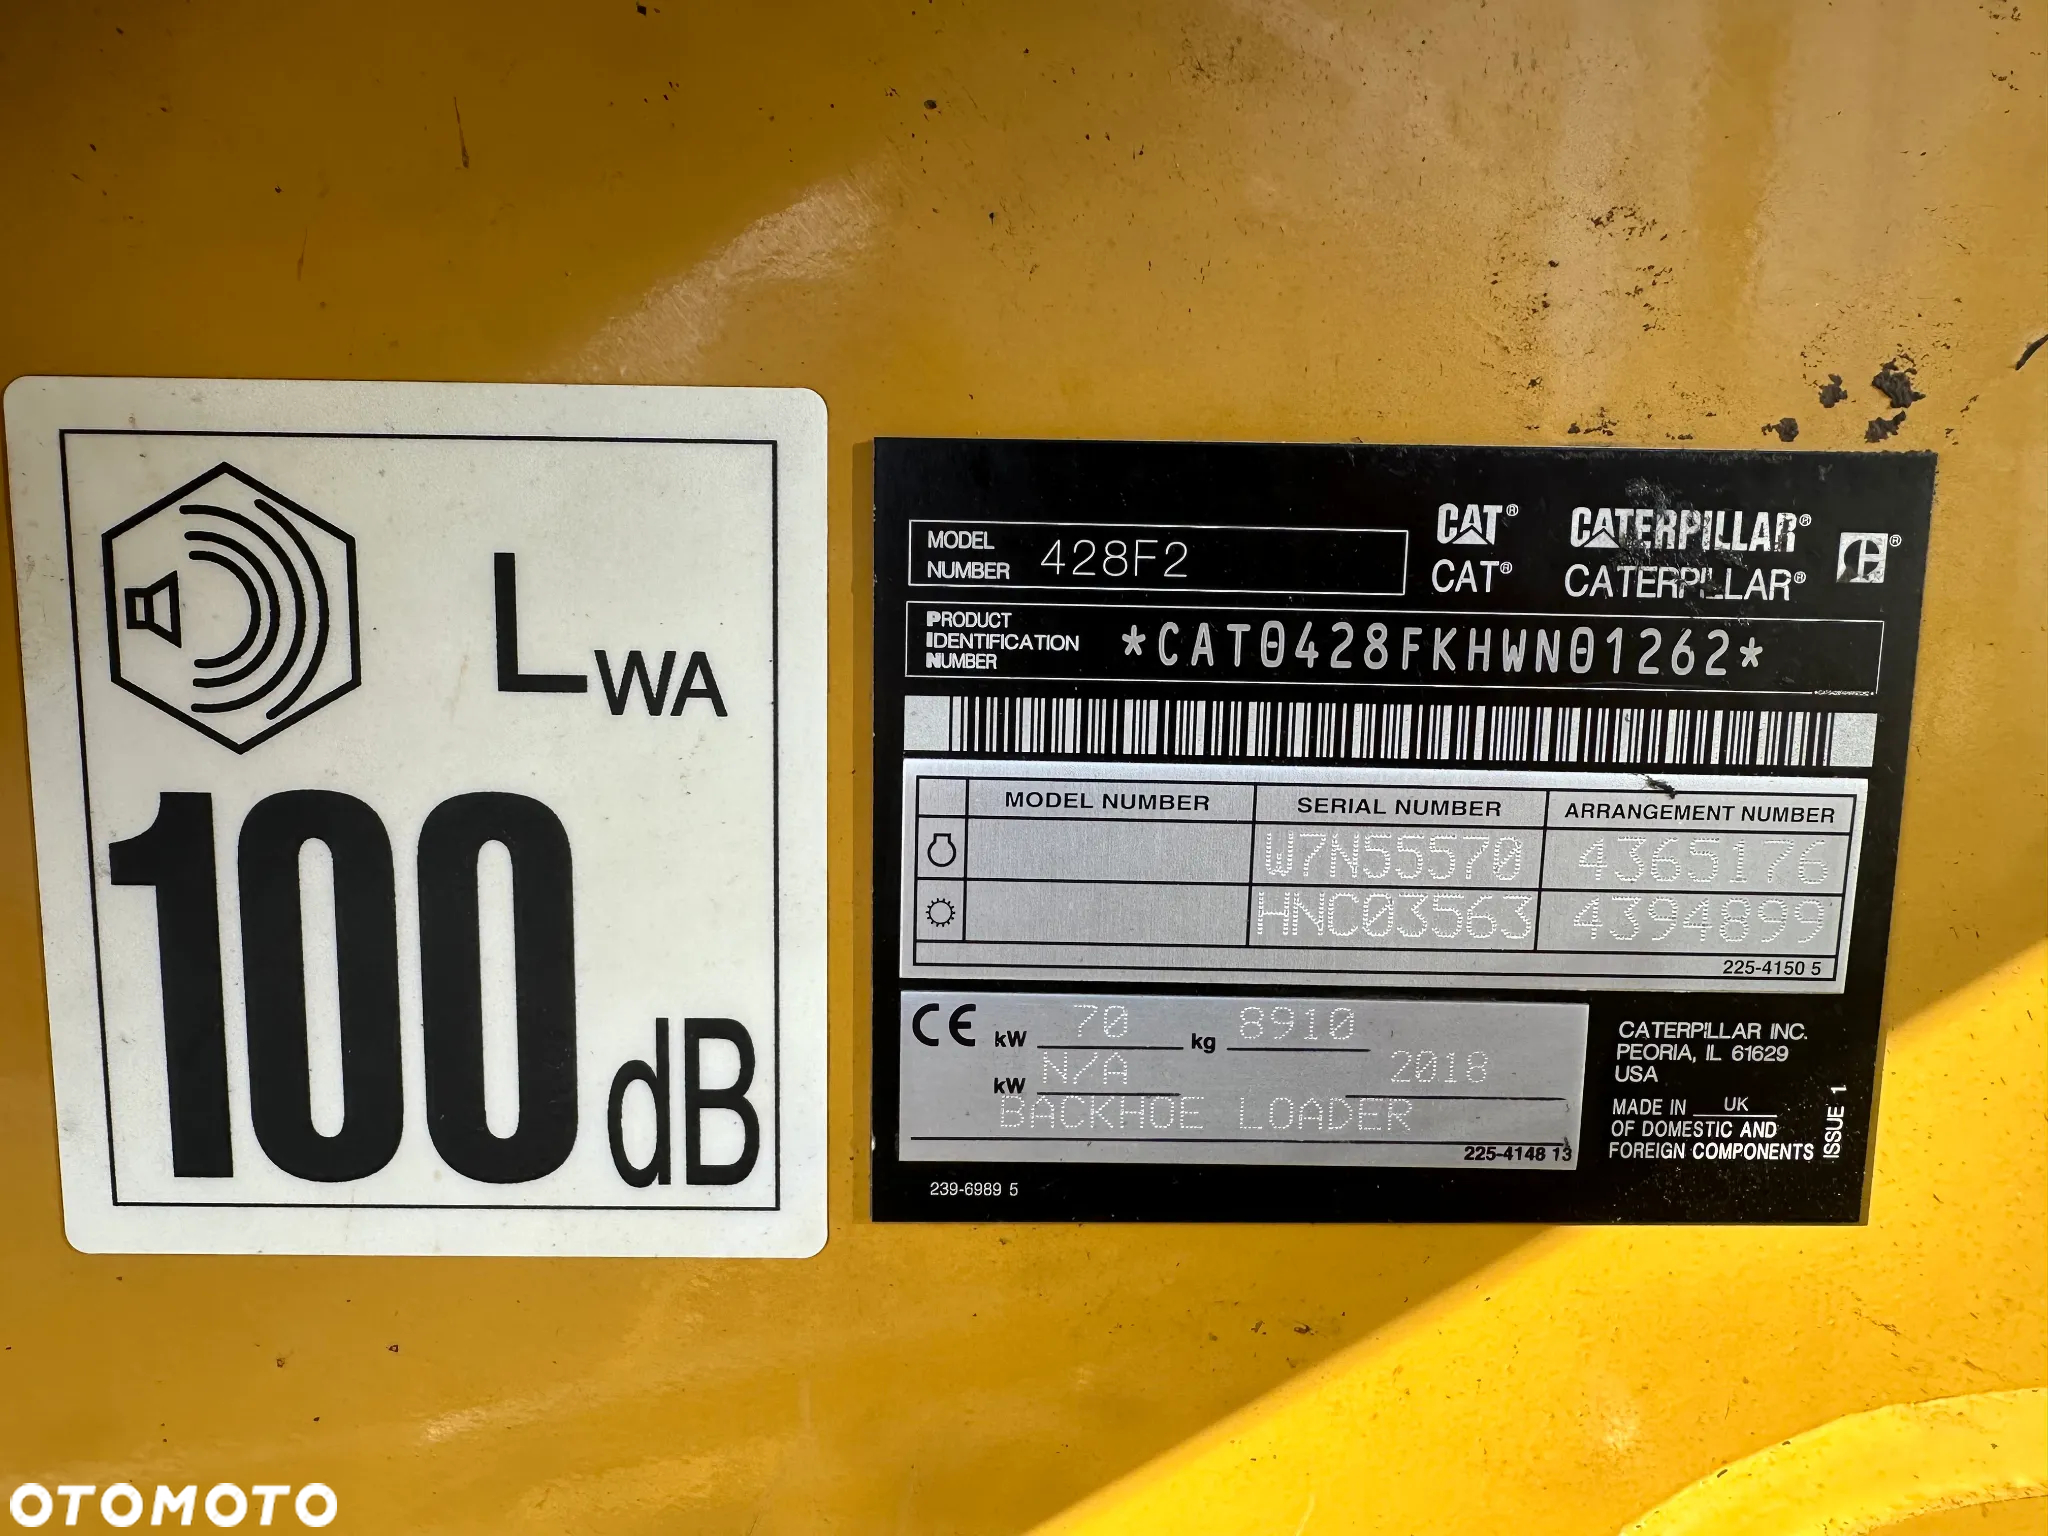 LWA
100 dB
MODEL NUMBER 428F2
CAT® CATERPILLAR® ®
CAT® CATERPILLAR®
PRODUCT IDENTIFICATION NUMBER *CAT0428FKHWN01262*
MODEL NUMBER SERIAL NUMBER ARRANGEMENT NUMBER
W7N55570 4365176
HNC03563 4394899
225-4150 5
CE kW 70 kg 8910
kW N/A 2018
BACKHOE LOADER
225-4148 13
CATERPILLAR INC.
PEORIA, IL 61629
USA
MADE IN UK
OF DOMESTIC AND
FOREIGN COMPONENTS
ISSUE 1
239-6989 5
OTOMOTO